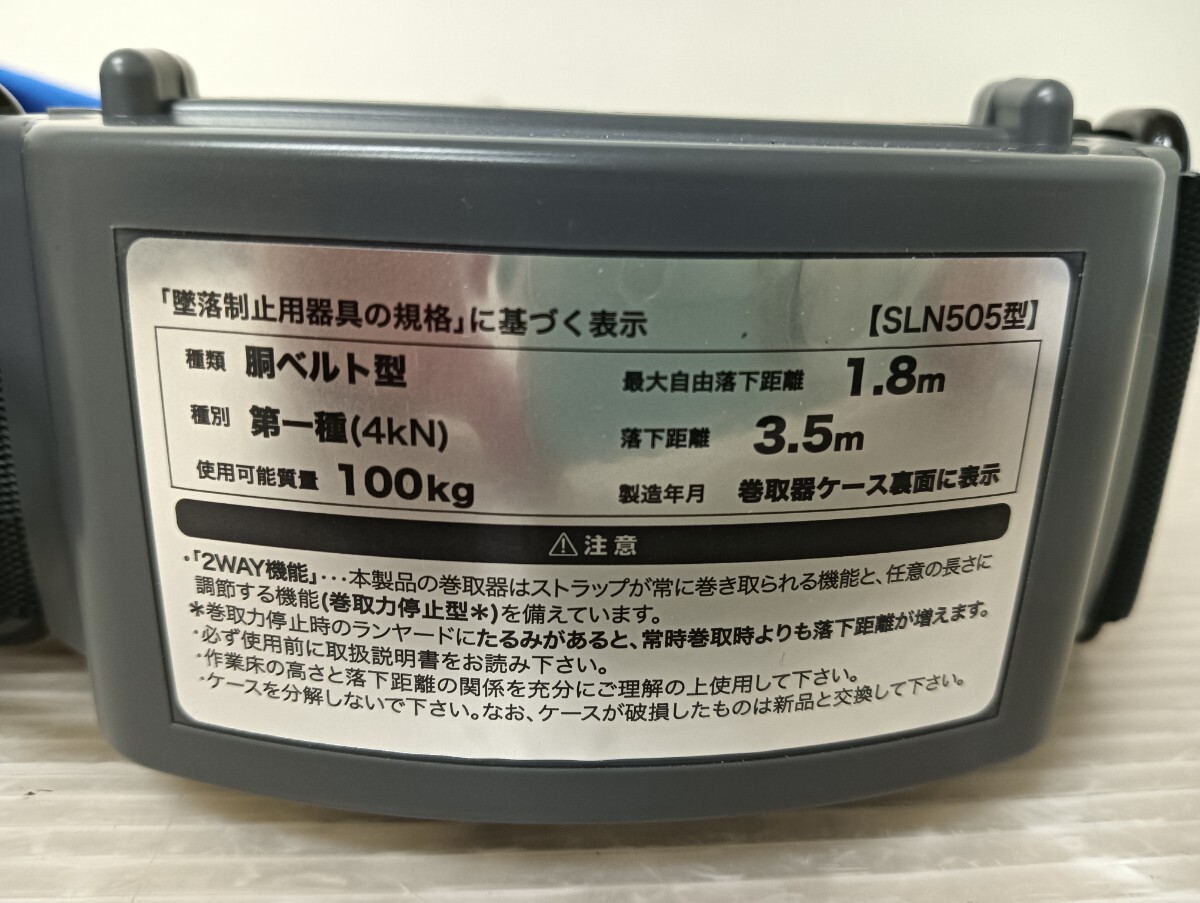 「墜落制止用器具の規格」に基づく表示 【SLN505型】
種類 胴ベルト型 最大自由落下距離 1.8m
種別 第一種(4kN) 落下距離 3.5m
使用可能質量 100kg 製造年月 巻取器ケース裏面に表示
⚠注意
・「2WAY機能」・・・本製品の巻取器はストラップが常に巻き取られる機能と、任意の長さに
調節する機能(巻取力停止型＊)を備えています。
＊巻取力停止時のランヤードにたるみがあると、常時巻取時よりも落下距離が増えます。
・必ず使用前に取扱説明書をお読み下さい。
・作業床の高さと落下距離の関係を充分にご理解の上使用して下さい。
・ケースを分解しないで下さい。なお、ケースが破損したものは新品と交換して下さい。